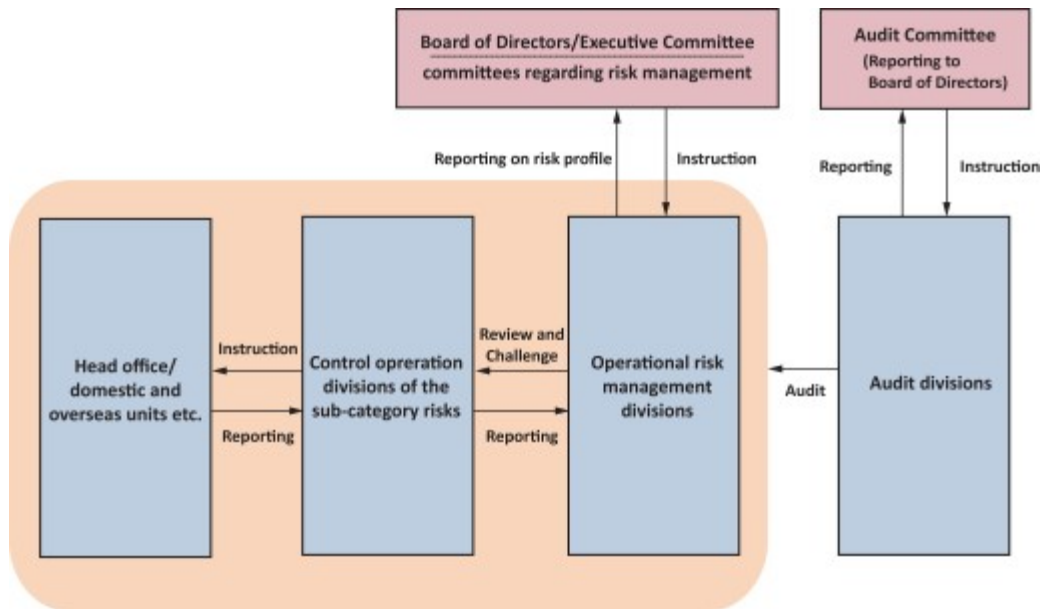 Board of Directors/Executive Committee
committees regarding risk management
Audit Committee
(Reporting to
Board of Directors)
Reporting on risk profile
Instruction
Reporting
Instruction
Head office/
domestic and
overseas units etc.
Instruction
Reporting
Control opreration
divisions of the
sub-category risks
Review and
Challenge
Reporting
Operational risk
management
divisions
Audit
Audit divisions